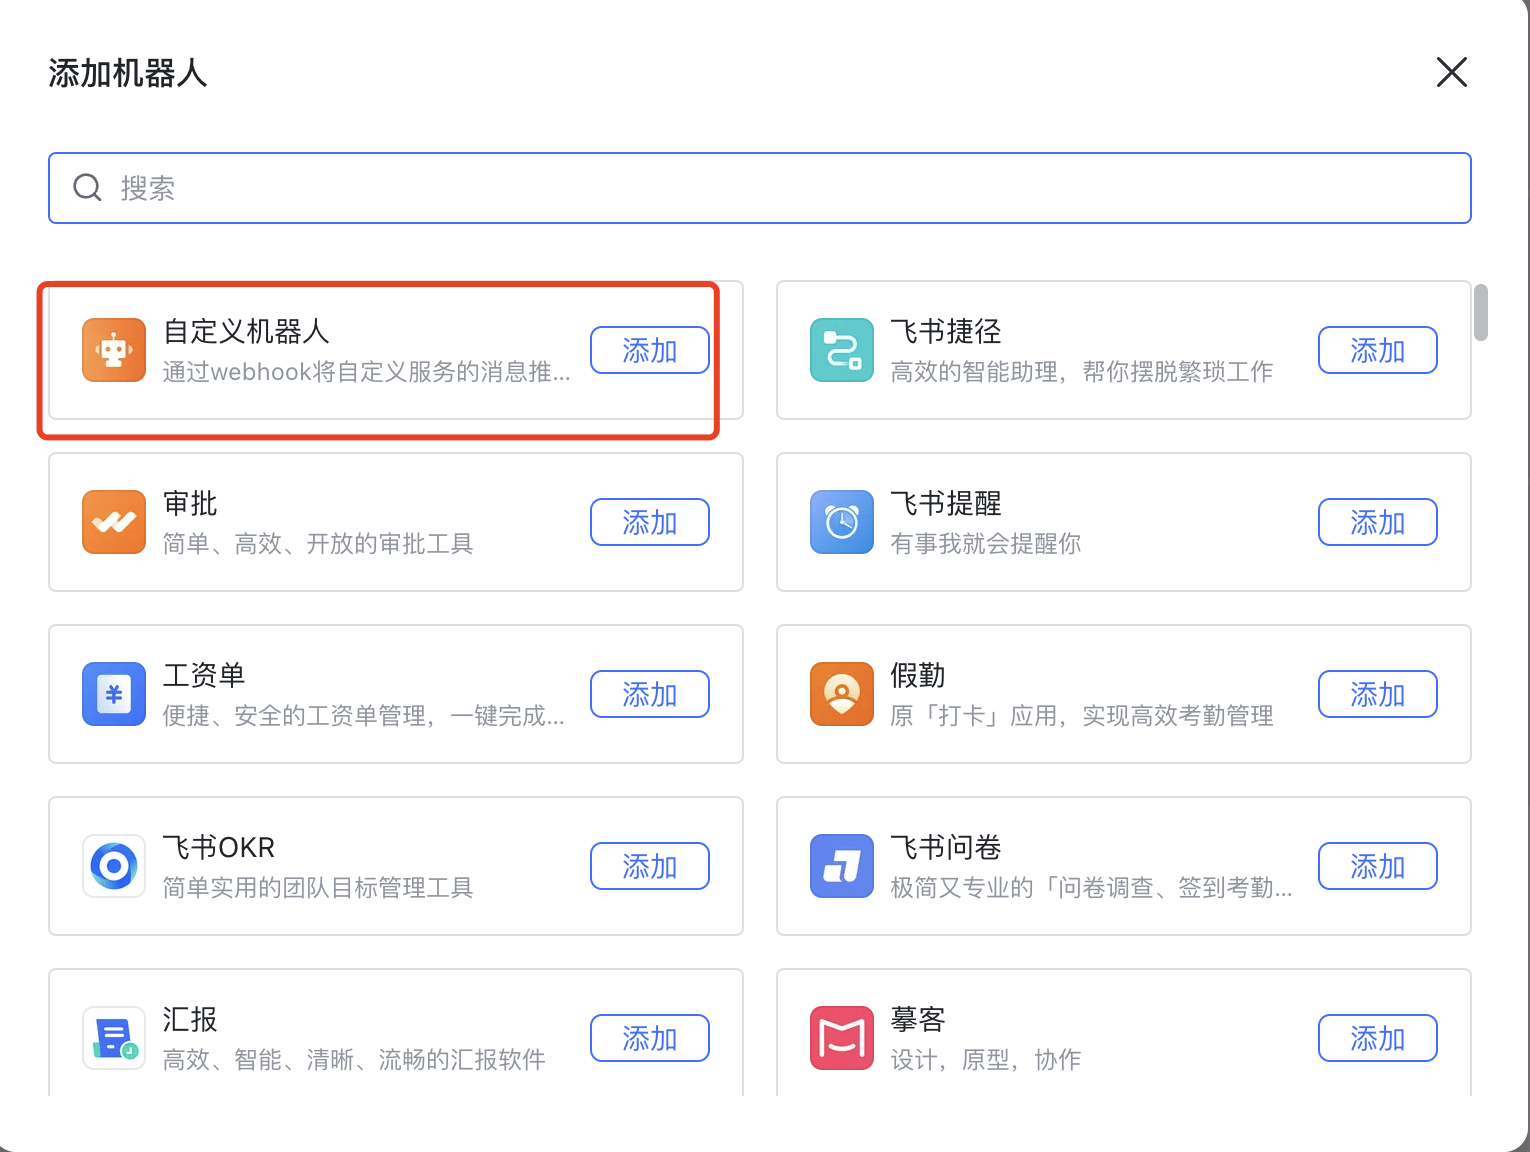 添加机器人
搜索
自定义机器人
通过webhook将自定义服务的消息推...
添加
飞书捷径
高效的智能助理，帮你摆脱繁琐工作
添加
审批
简单、高效、开放的审批工具
添加
飞书提醒
有事我就会提醒你
添加
工资单
便捷、安全的工资单管理，一键完成...
添加
假勤
原「打卡」应用，实现高效考勤管理
添加
飞书OKR
简单实用的团队目标管理工具
添加
飞书问卷
极简又专业的「问卷调查、签到考勤...
添加
汇报
高效、智能、清晰、流畅的汇报软件
添加
摹客
设计，原型，协作
添加